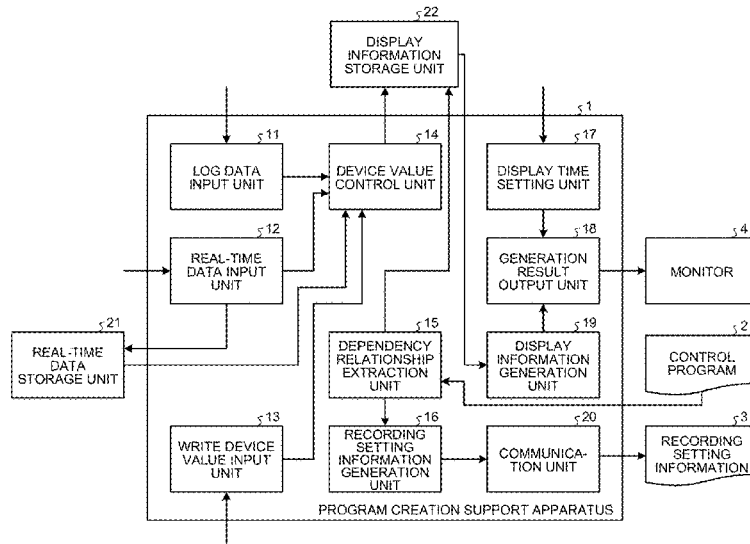 22
DISPLAY
INFORMATION
STORAGE UNIT
1
11
LOG DATA
INPUT UNIT
14
DEVICE VALUE
CONTROL UNIT
17
DISPLAY TIME
SETTING UNIT
12
REAL-TIME
DATA INPUT
UNIT
18
GENERATION
RESULT
OUTPUT UNIT
4
MONITOR
21
REAL-TIME
DATA
STORAGE UNIT
15
DEPENDENCY
RELATIONSHIP
EXTRACTION
UNIT
19
DISPLAY
INFORMATION
GENERATION
UNIT
2
CONTROL
PROGRAM
13
WRITE DEVICE
VALUE INPUT
UNIT
16
RECORDING
SETTING
INFORMATION
GENERATION
UNIT
20
COMMUNICA-
TION UNIT
3
RECORDING
SETTING
INFORMATION
PROGRAM CREATION SUPPORT APPARATUS